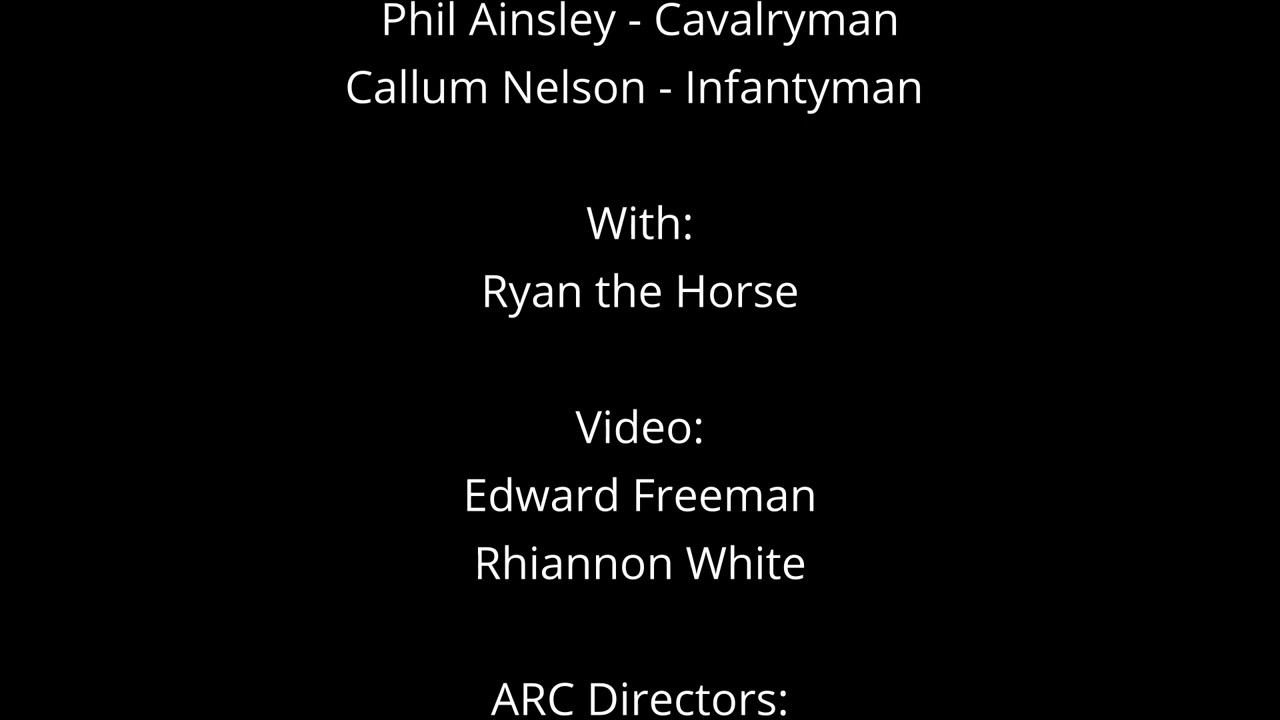 Phil Ainsley - Cavalryman
Callum Nelson - Infantyman
With:
Ryan the Horse
Video:
Edward Freeman
Rhiannon White
ARC Directors: